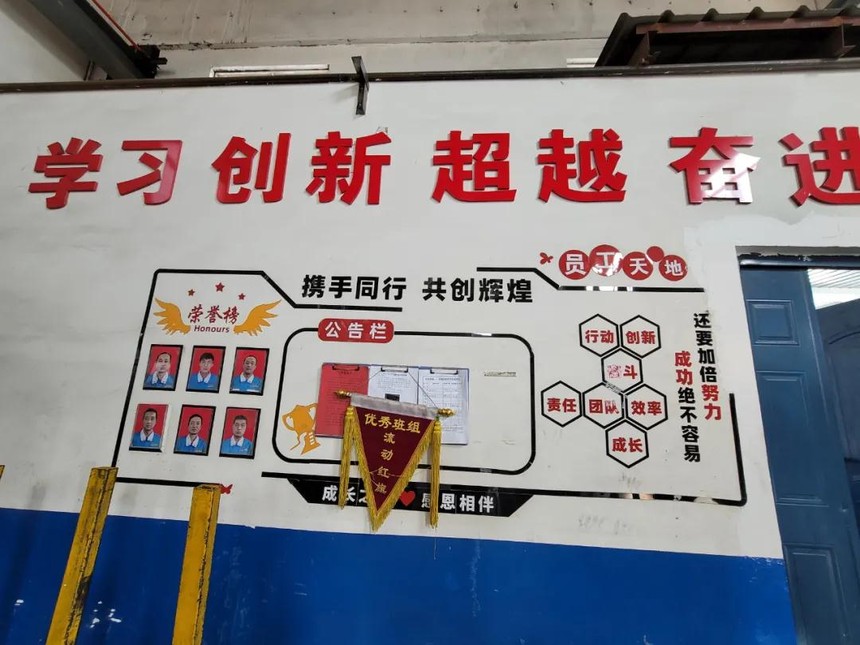 学习 创新 超越 奋进
员工天地
携手同行 共创辉煌
荣誉榜
Honours
公告栏
优秀班组
流动红旗
行动
创新
斗
责任
团队
效率
成长
还要加倍努力
成功绝不容易
成长之
感恩相伴